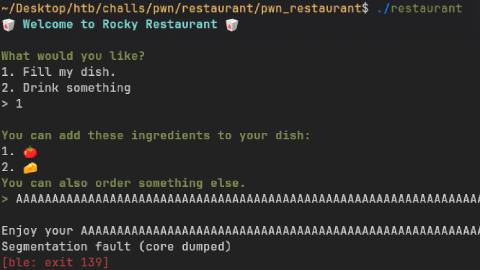 ~/Desktop/htb/challs/pwn/restaurant/pwn_restaurant$ ./restaurant
🥡 Welcome to Rocky Restaurant 🥡
What would you like?
1. Fill my dish.
2. Drink something
> 1
You can add these ingredients to your dish:
1. 🍅
2. 🧀
You can also order something else.
> AAAAAAAAAAAAAAAAAAAAAAAAAAAAAAAAAAAAAAAAAAAAAAAAAAAAAAAAAAAAAAAA
Enjoy your AAAAAAAAAAAAAAAAAAAAAAAAAAAAAAAAAAAAAAAAAAAAAAAAAAAAAAA
Segmentation fault (core dumped)
[ble: exit 139]